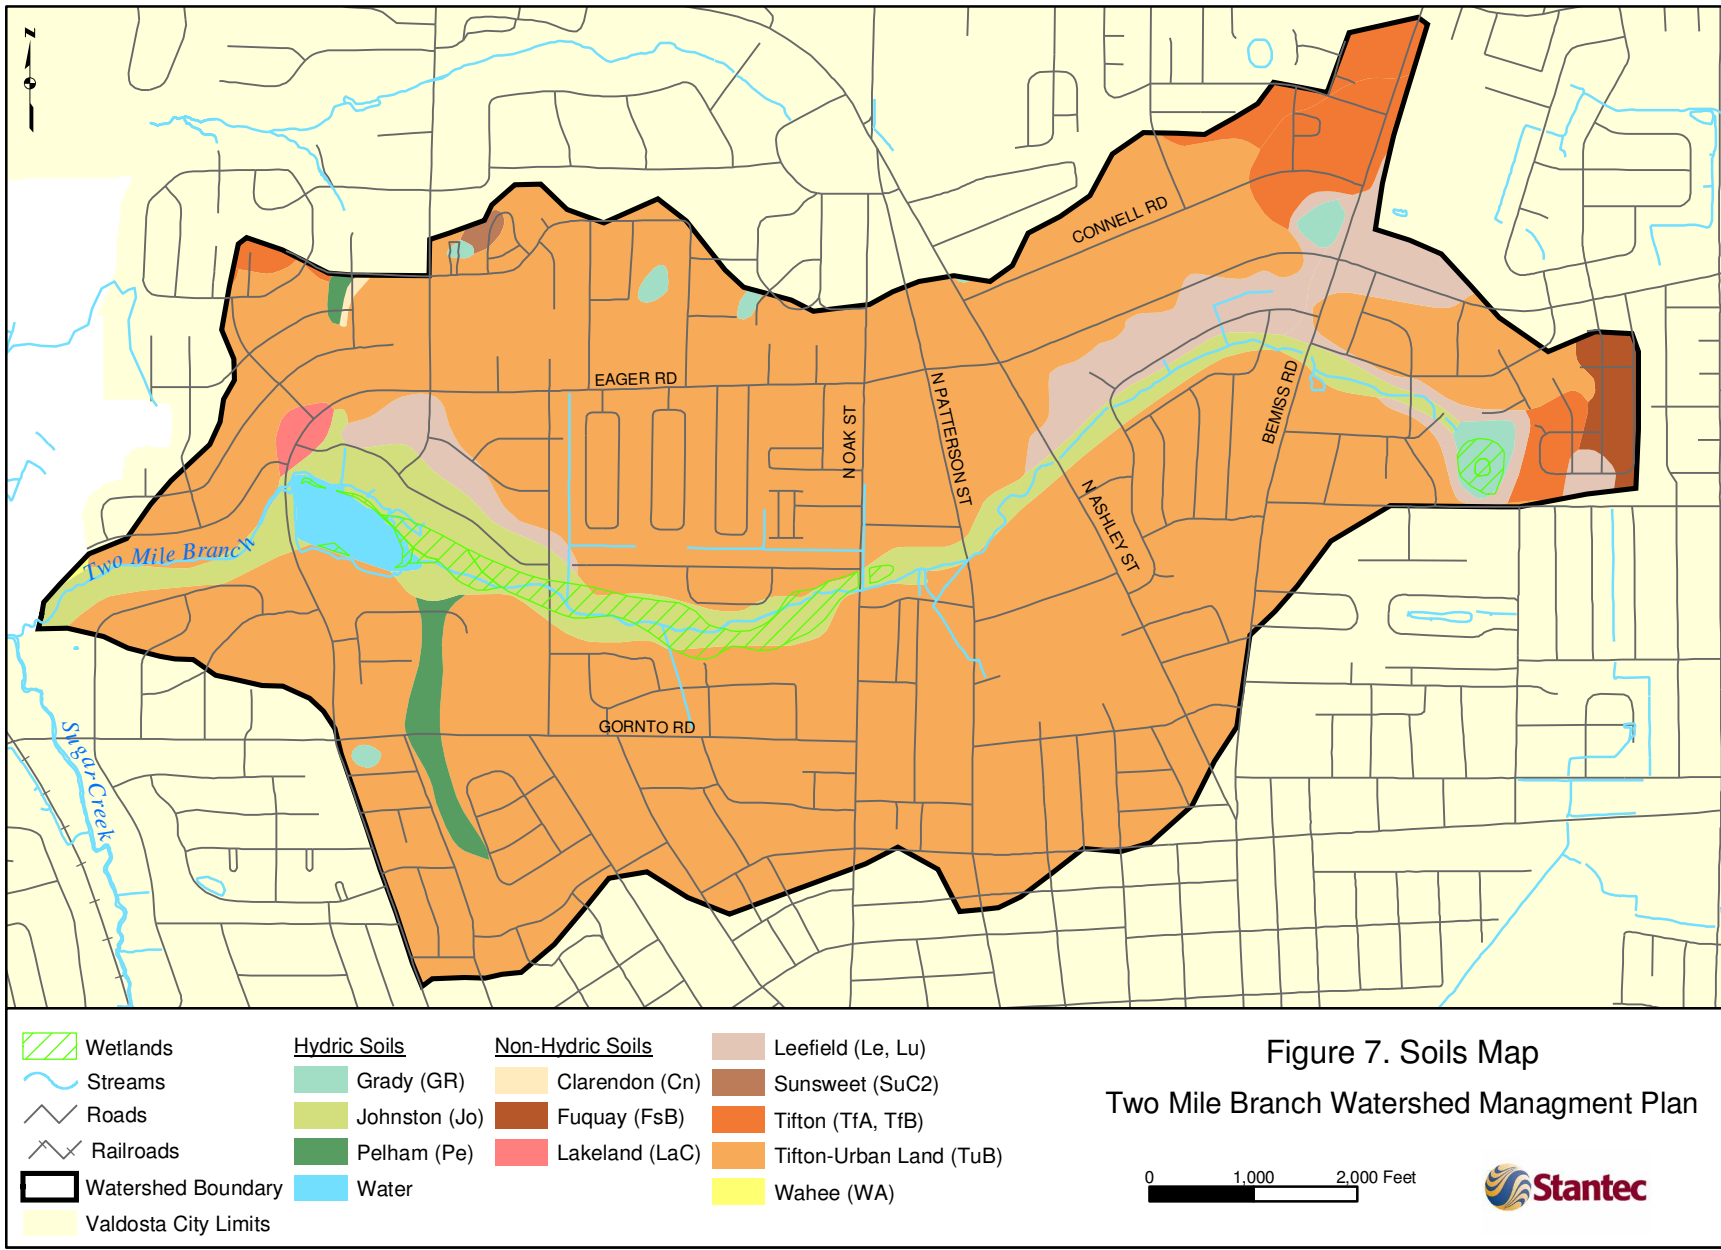 z
CONNELL RD
EAGER RD
N OAK ST
N PATTERSON ST
BEMISS RD
N ASHLEY ST
Two Mile Branch
GORNTO RD
Sugar Creek
Wetlands
Streams
Roads
Railroads
Watershed Boundary
Valdosta City Limits
Hydric Soils
Grady (GR)
Johnston (Jo)
Pelham (Pe)
Water
Non-Hydric Soils
Clarendon (Cn)
Fuquay (FsB)
Lakeland (LaC)
Leefield (Le, Lu)
Sunsweet (SuC2)
Tifton (TfA, TfB)
Tifton-Urban Land (TuB)
Wahee (WA)
Figure 7. Soils Map
Two Mile Branch Watershed Managment Plan
0 1,000 2,000 Feet
Stantec